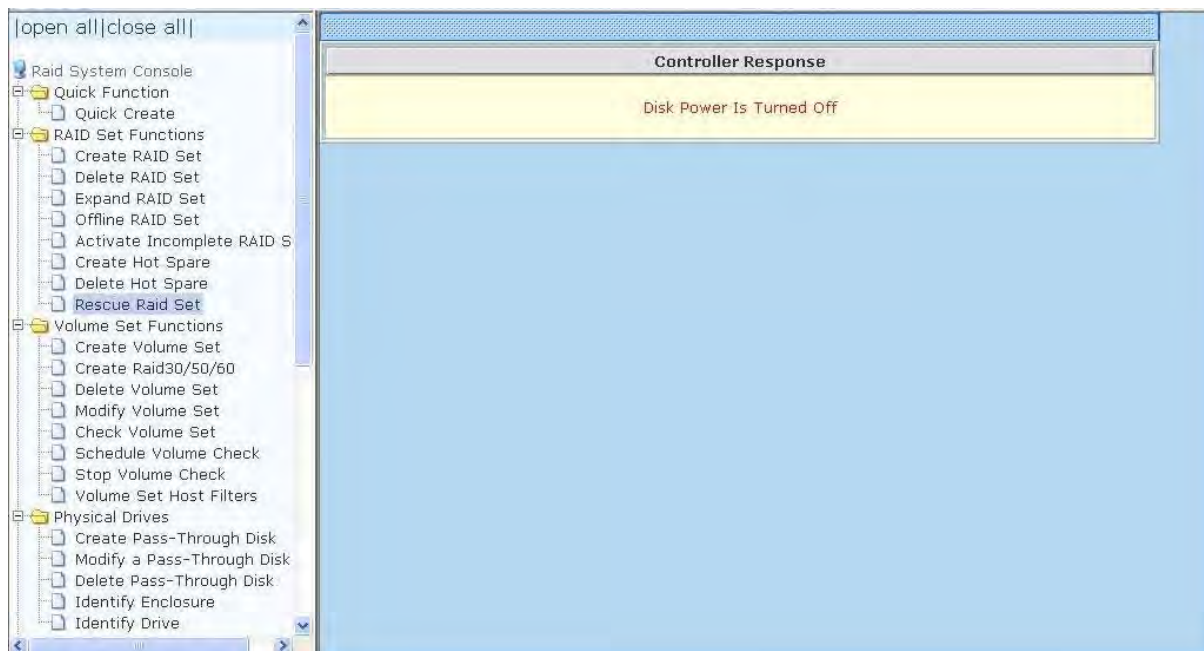 |open all|close all|
Raid System Console
Quick Function
Quick Create
RAID Set Functions
Create RAID Set
Delete RAID Set
Expand RAID Set
Offline RAID Set
Activate Incomplete RAID S
Create Hot Spare
Delete Hot Spare
Rescue Raid Set
Volume Set Functions
Create Volume Set
Create Raid30/50/60
Delete Volume Set
Modify Volume Set
Check Volume Set
Schedule Volume Check
Stop Volume Check
Volume Set Host Filters
Physical Drives
Create Pass-Through Disk
Modify a Pass-Through Disk
Delete Pass-Through Disk
Identify Enclosure
Identify Drive
Controller Response
Disk Power Is Turned Off